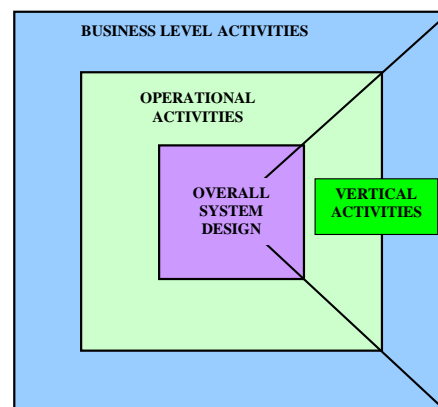 BUSINESS LEVEL ACTIVITIES
OPERATIONAL
ACTIVITIES
OVERALL
SYSTEM
DESIGN
VERTICAL
ACTIVITIES